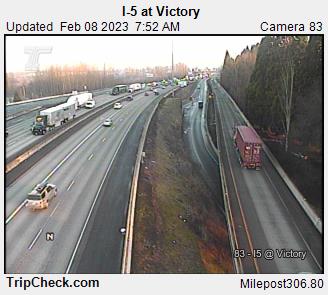 I-5 at Victory
Updated Feb 08 2023 7:52 AM
Camera 83
N
83 - I5 @ Victory
TripCheck.com
Milepost306.80